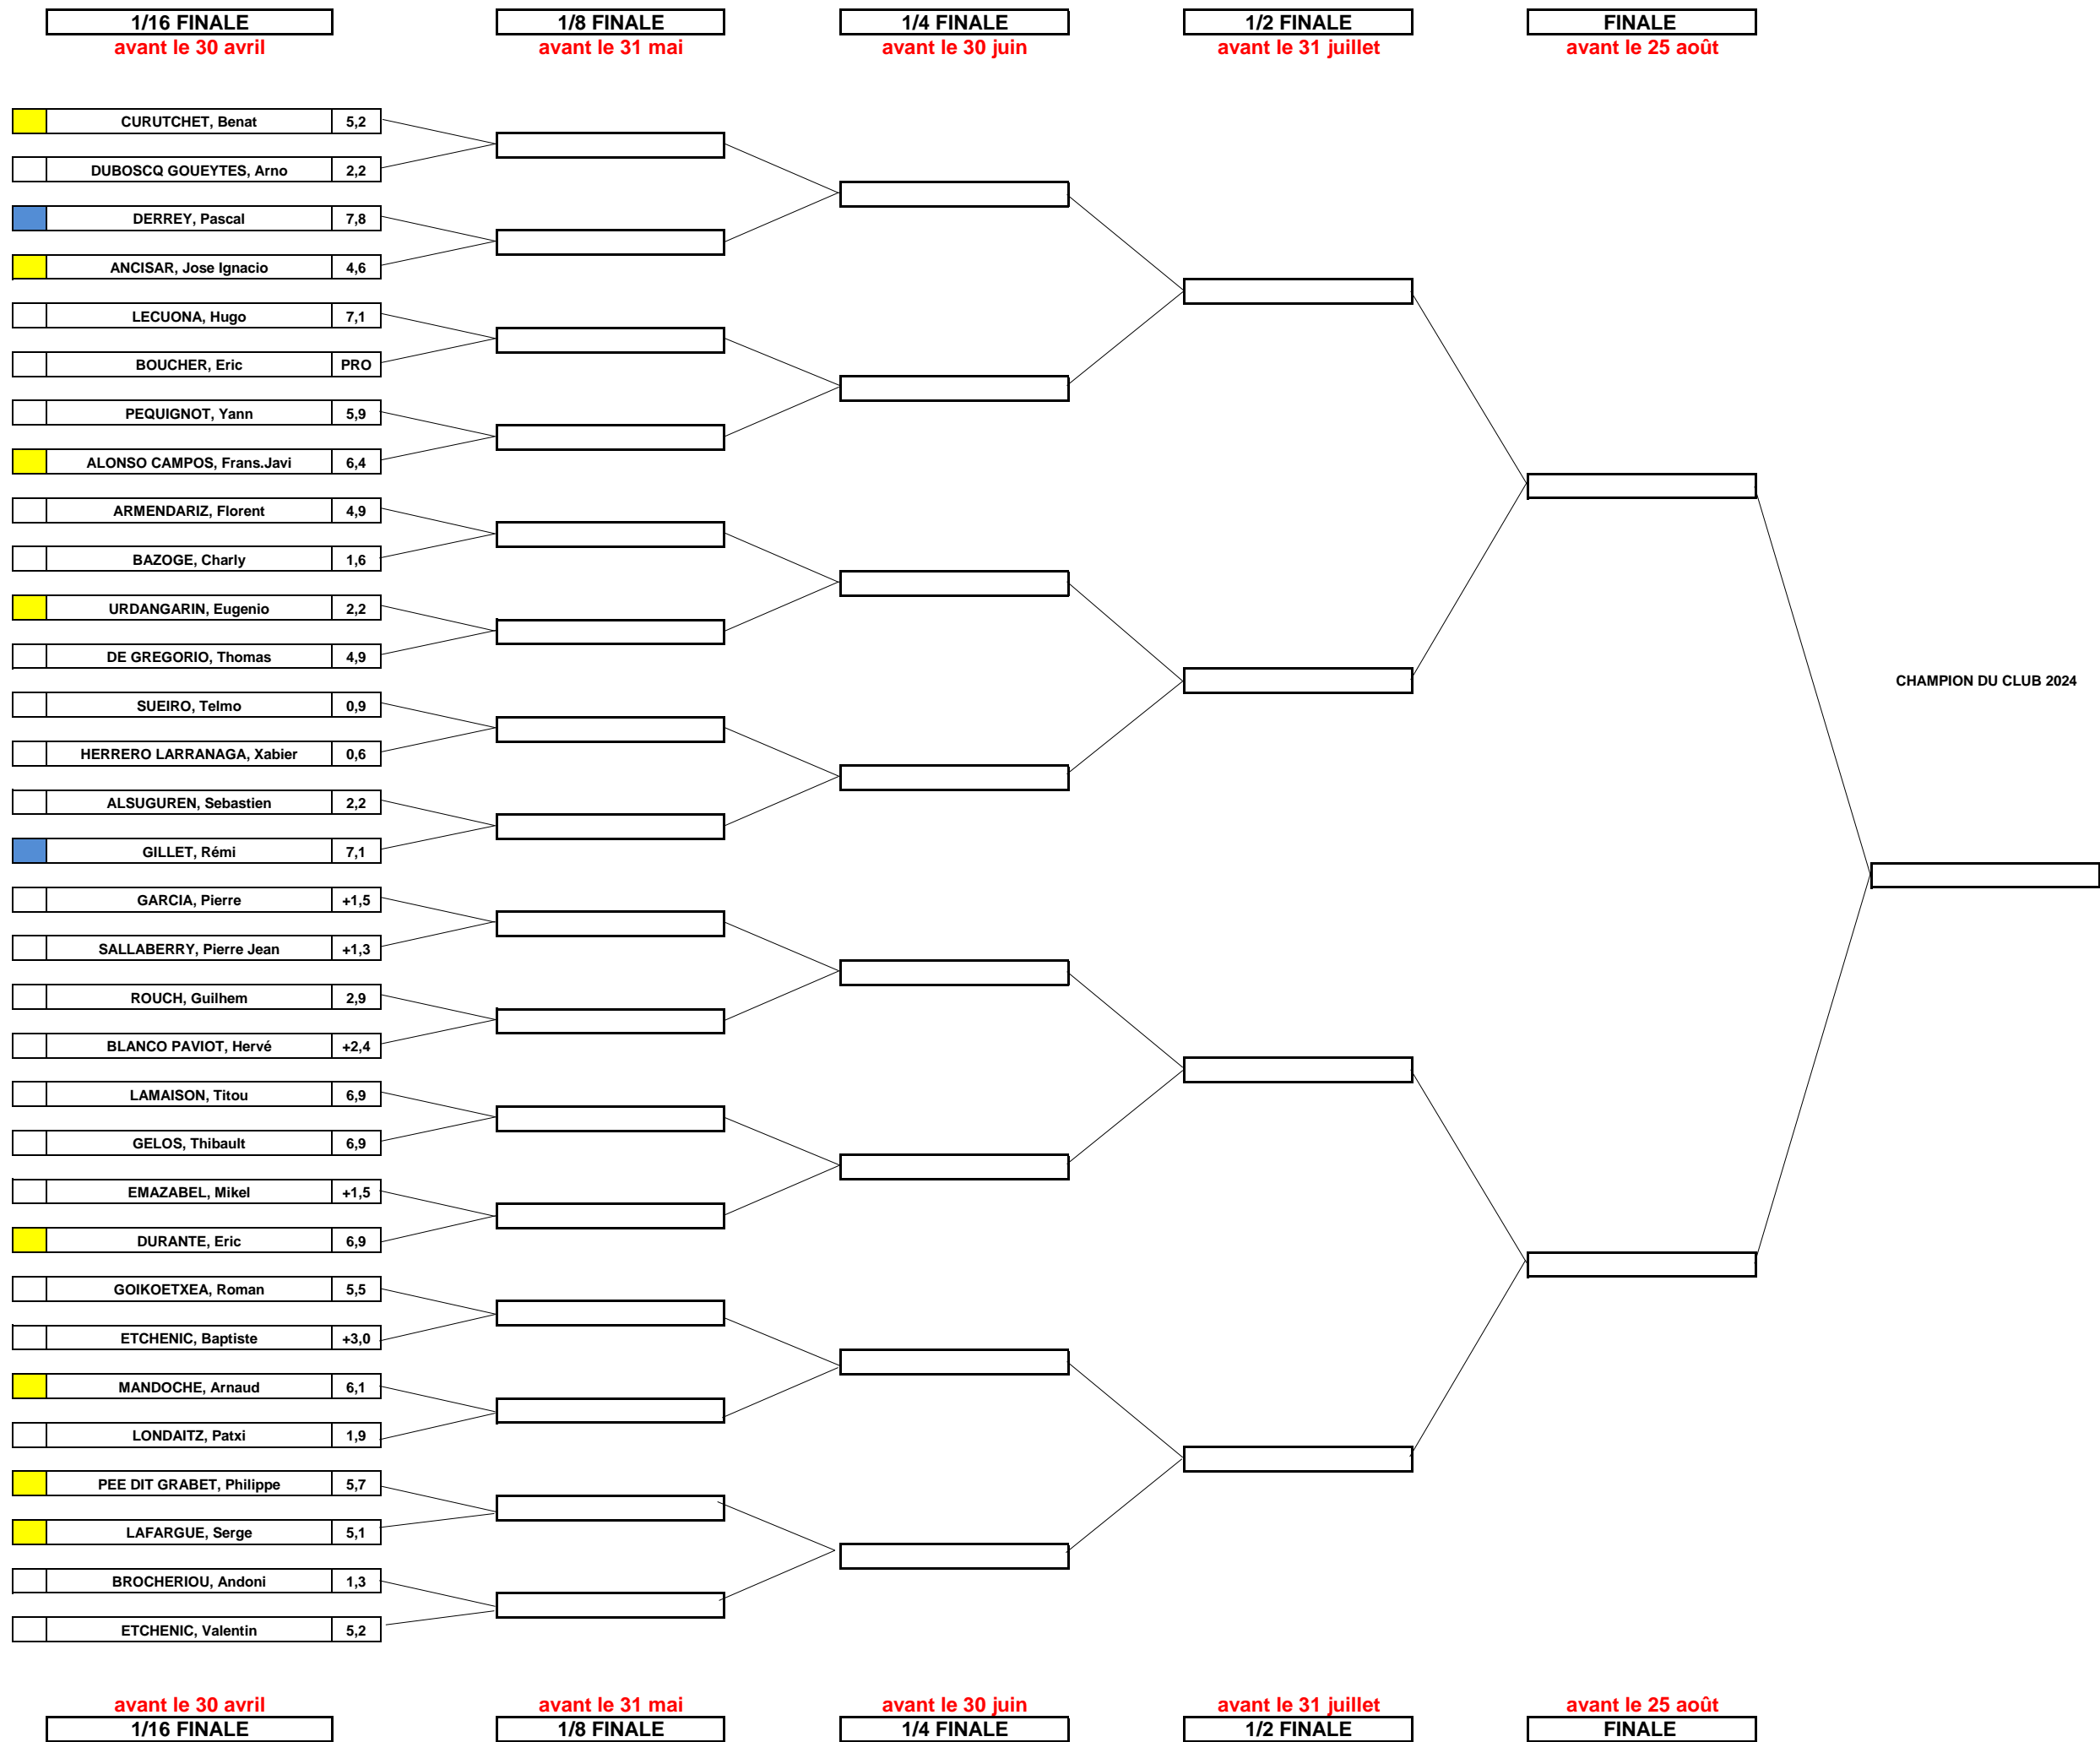 1/16 FINALE 1/8 FINALE 1/4 FINALE 1/2 FINALE FINALE
avant le 30 avril avant le 31 mai avant le 30 juin avant le 31 juillet avant le 25 août
CURUTCHET, Benat 5,2
DUBOSCQ GOUEYTES, Arno 2,2
DERREY, Pascal 7,8
ANCISAR, Jose Ignacio 4,6
LECUONA, Hugo 7,1
BOUCHER, Eric PRO
PEQUIGNOT, Yann 5,9
ALONSO CAMPOS, Frans.Javi 6,4
ARMENDARIZ, Florent 4,9
BAZOGE, Charly 1,6
URDANGARIN, Eugenio 2,2
DE GREGORIO, Thomas 4,9
CHAMPION DU CLUB 2024
SUEIRO, Telmo 0,9
HERRERO LARRANAGA, Xabier 0,6
ALSUGUREN, Sebastien 2,2
GILLET, Rémi 7,1
GARCIA, Pierre +1,5
SALLABERRY, Pierre Jean +1,3
ROUCH, Guilhem 2,9
BLANCO PAVIOT, Hervé +2,4
LAMAISON, Titou 6,9
GELOS, Thibault 6,9
EMAZABEL, Mikel +1,5
DURANTE, Eric 6,9
GOIKOETXEA, Roman 5,5
ETCHENIC, Baptiste +3,0
MANDOCHE, Arnaud 6,1
LONDAITZ, Patxi 1,9
PEE DIT GRABET, Philippe 5,7
LAFARGUE, Serge 5,1
BROCHERIOU, Andoni 1,3
ETCHENIC, Valentin 5,2
avant le 30 avril avant le 31 mai avant le 30 juin avant le 31 juillet avant le 25 août
1/16 FINALE 1/8 FINALE 1/4 FINALE 1/2 FINALE FINALE